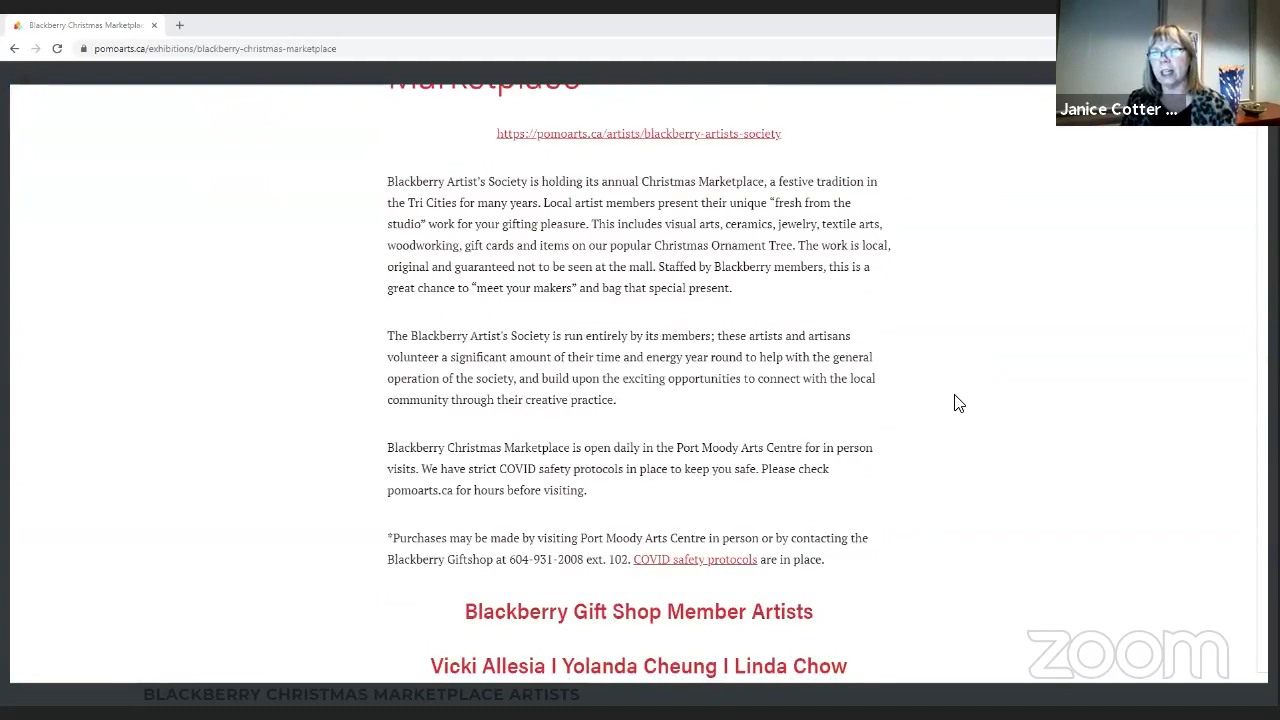 Blackberry Christmas Marketplac
pomoarts.ca/exhibitions/blackberry-christmas-marketplace
Janice Cotter ...
Marketplace
https://pomoarts.ca/artists/blackberry-artists-society
Blackberry Artist's Society is holding its annual Christmas Marketplace, a festive tradition in
the Tri Cities for many years. Local artist members present their unique “fresh from the
studio” work for your gifting pleasure. This includes visual arts, ceramics, jewelry, textile arts,
woodworking, gift cards and items on our popular Christmas Ornament Tree. The work is local,
original and guaranteed not to be seen at the mall. Staffed by Blackberry members, this is a
great chance to “meet your makers” and bag that special present.
The Blackberry Artist's Society is run entirely by its members; these artists and artisans
volunteer a significant amount of their time and energy year round to help with the general
operation of the society, and build upon the exciting opportunities to connect with the local
community through their creative practice.
Blackberry Christmas Marketplace is open daily in the Port Moody Arts Centre for in person
visits. We have strict COVID safety protocols in place to keep you safe. Please check
pomoarts.ca for hours before visiting.
*Purchases may be made by visiting Port Moody Arts Centre in person or by contacting the
Blackberry Giftshop at 604-931-2008 ext. 102. COVID safety protocols are in place.
Blackberry Gift Shop Member Artists
Vicki Allesia I Yolanda Cheung I Linda Chow
zoom
BLACKBERRY CHRISTMAS MARKETPLACE ARTISTS